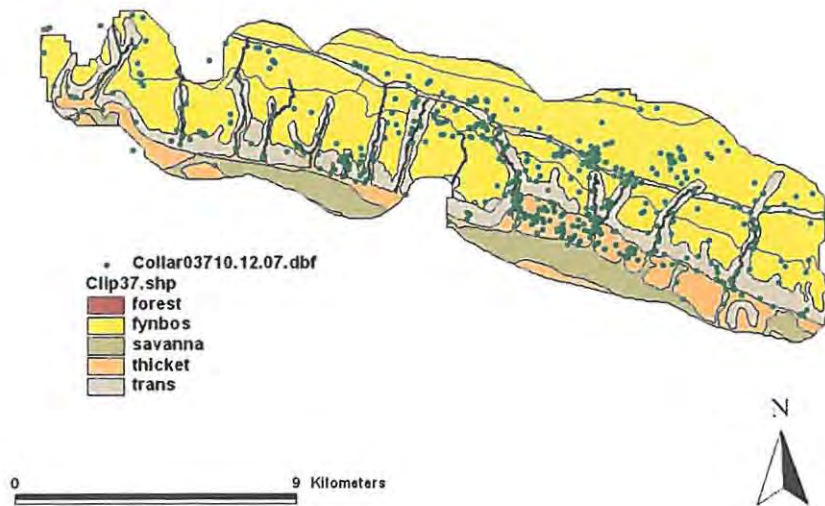 Collar03710.12.07.dbf
Clip37.shp
forest
fynbos
savanna
thicket
trans
N
0 9 Kilometers